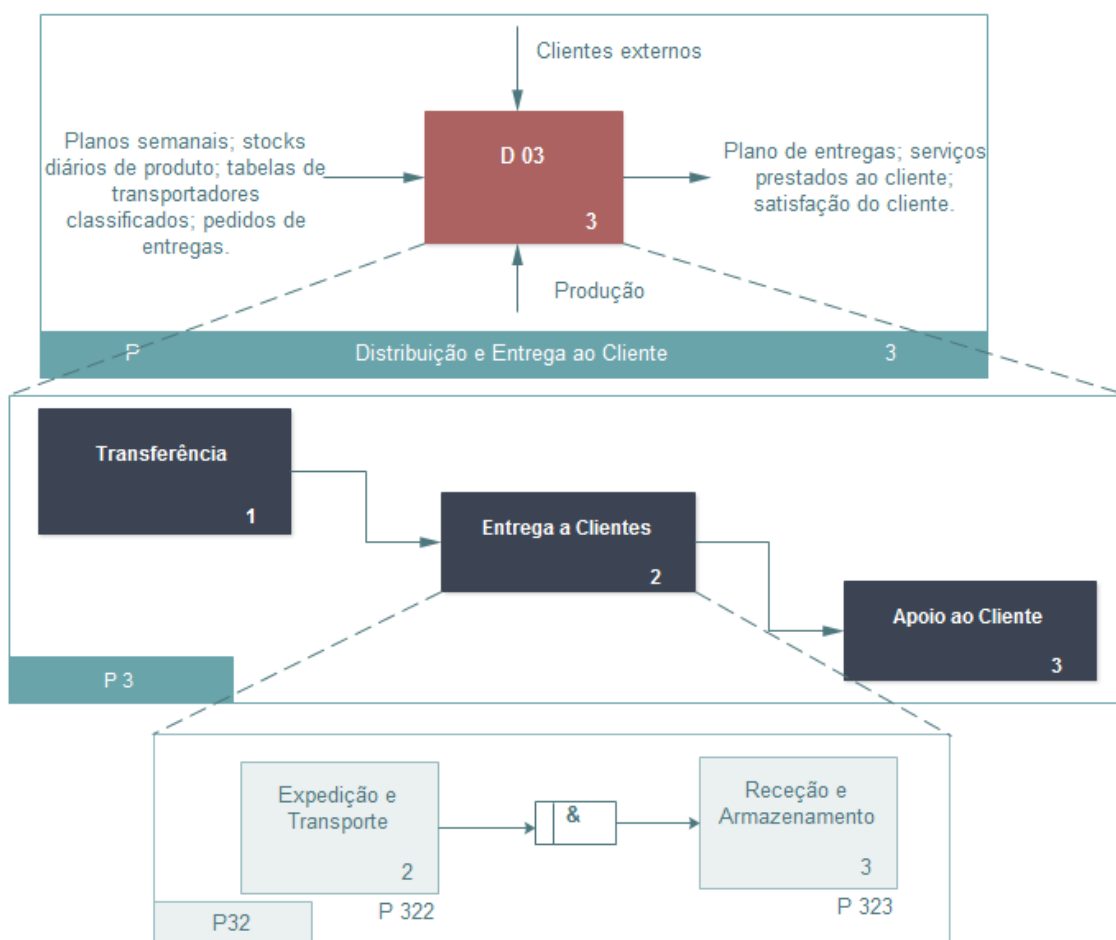 Clientes externos
Planos semanais; stocks
diários de produto; tabelas de
transportadores
classificados; pedidos de
entregas.
D 03
3
Plano de entregas; serviços
prestados ao cliente;
satisfação do cliente.
Produção
P Distribuição e Entrega ao Cliente 3
Transferência
1
Entrega a Clientes
2
Apoio ao Cliente
3
P 3
Expedição e
Transporte
2
P 322
&
Receção e
Armazenamento
3
P 323
P32